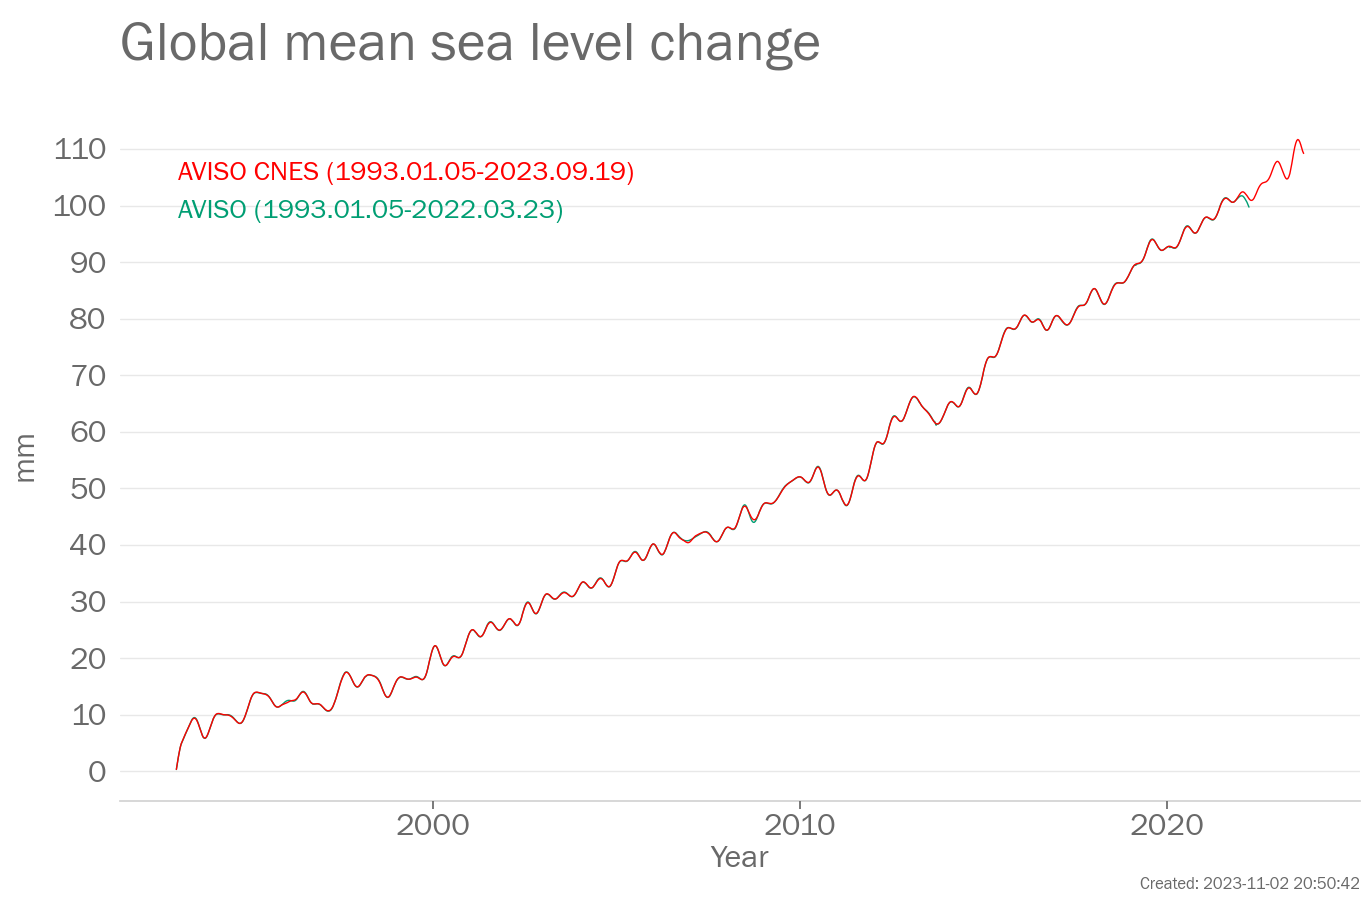 Global mean sea level change
110
AVISO CNES (1993.01.05-2023.09.19)
100
AVISO (1993.01.05-2022.03.23)
90
80
70
60
mm
50
40
30
20
10
0
2000 2010 2020
Year
Created: 2023-11-02 20:50:42